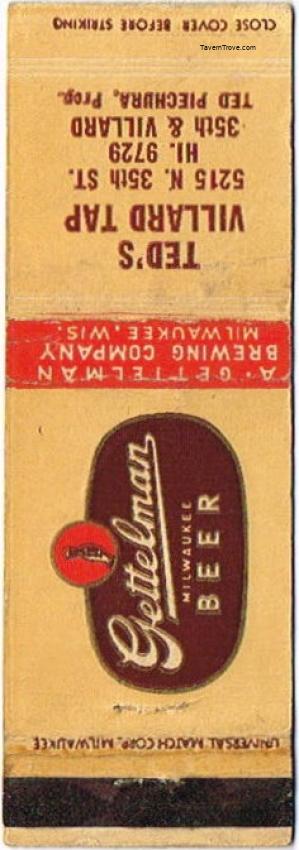 CLOSE COVER BEFORE STRIKING
TavernTrove.com
TED'S
VILLARD TAP
5215 N. 35th ST.
HI. 9729
35th & VILLARD
TED PIECHURA, Prop.
A·GETTELMAN
BREWING COMPANY
MILWAUKEE, WIS.
Gettelman
MILWAUKEE
BEER
UNIVERSAL MATCH CORP., MILWAUKEE